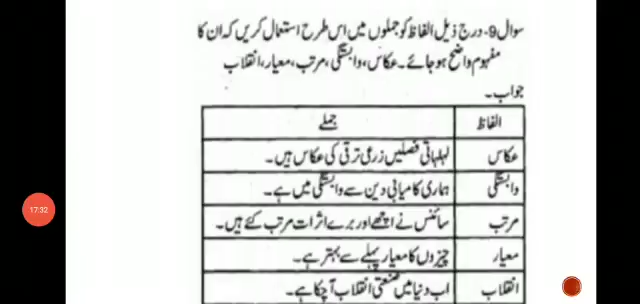 سوال 9- درج ذیل الفاظ کو جملوں میں اس طرح استعمال کریں کہ ان کا
مفہوم واضح ہو جائے۔ عکاس، وابستگی، مرتب، معیار، انقلاب
جواب۔
الفاظ جملے
عکاس لہلہاتی فصلیں زرعی ترقی کی عکاس ہیں۔
وابستگی ہماری کامیابی دین سے وابستگی میں ہے۔
مرتب سائنس نے اچھے اور برے اثرات مرتب کئے ہیں۔
معیار چیزوں کا معیار پہلے سے بہتر ہے۔
انقلاب اب دنیا میں صنعتی انقلاب آ چکا ہے۔
17:32